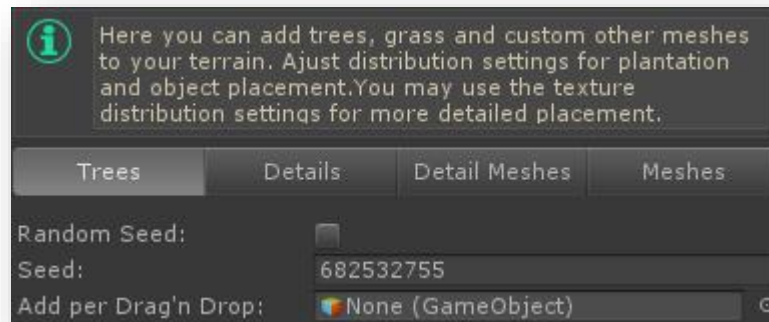 Here you can add trees, grass and custom other meshes
to your terrain. Ajust distribution settings for plantation
and object placement.You may use the texture
distribution settings for more detailed placement.
Trees Details Detail Meshes Meshes
Random Seed:
Seed: 682532755
Add per Drag'n Drop: None (GameObject)